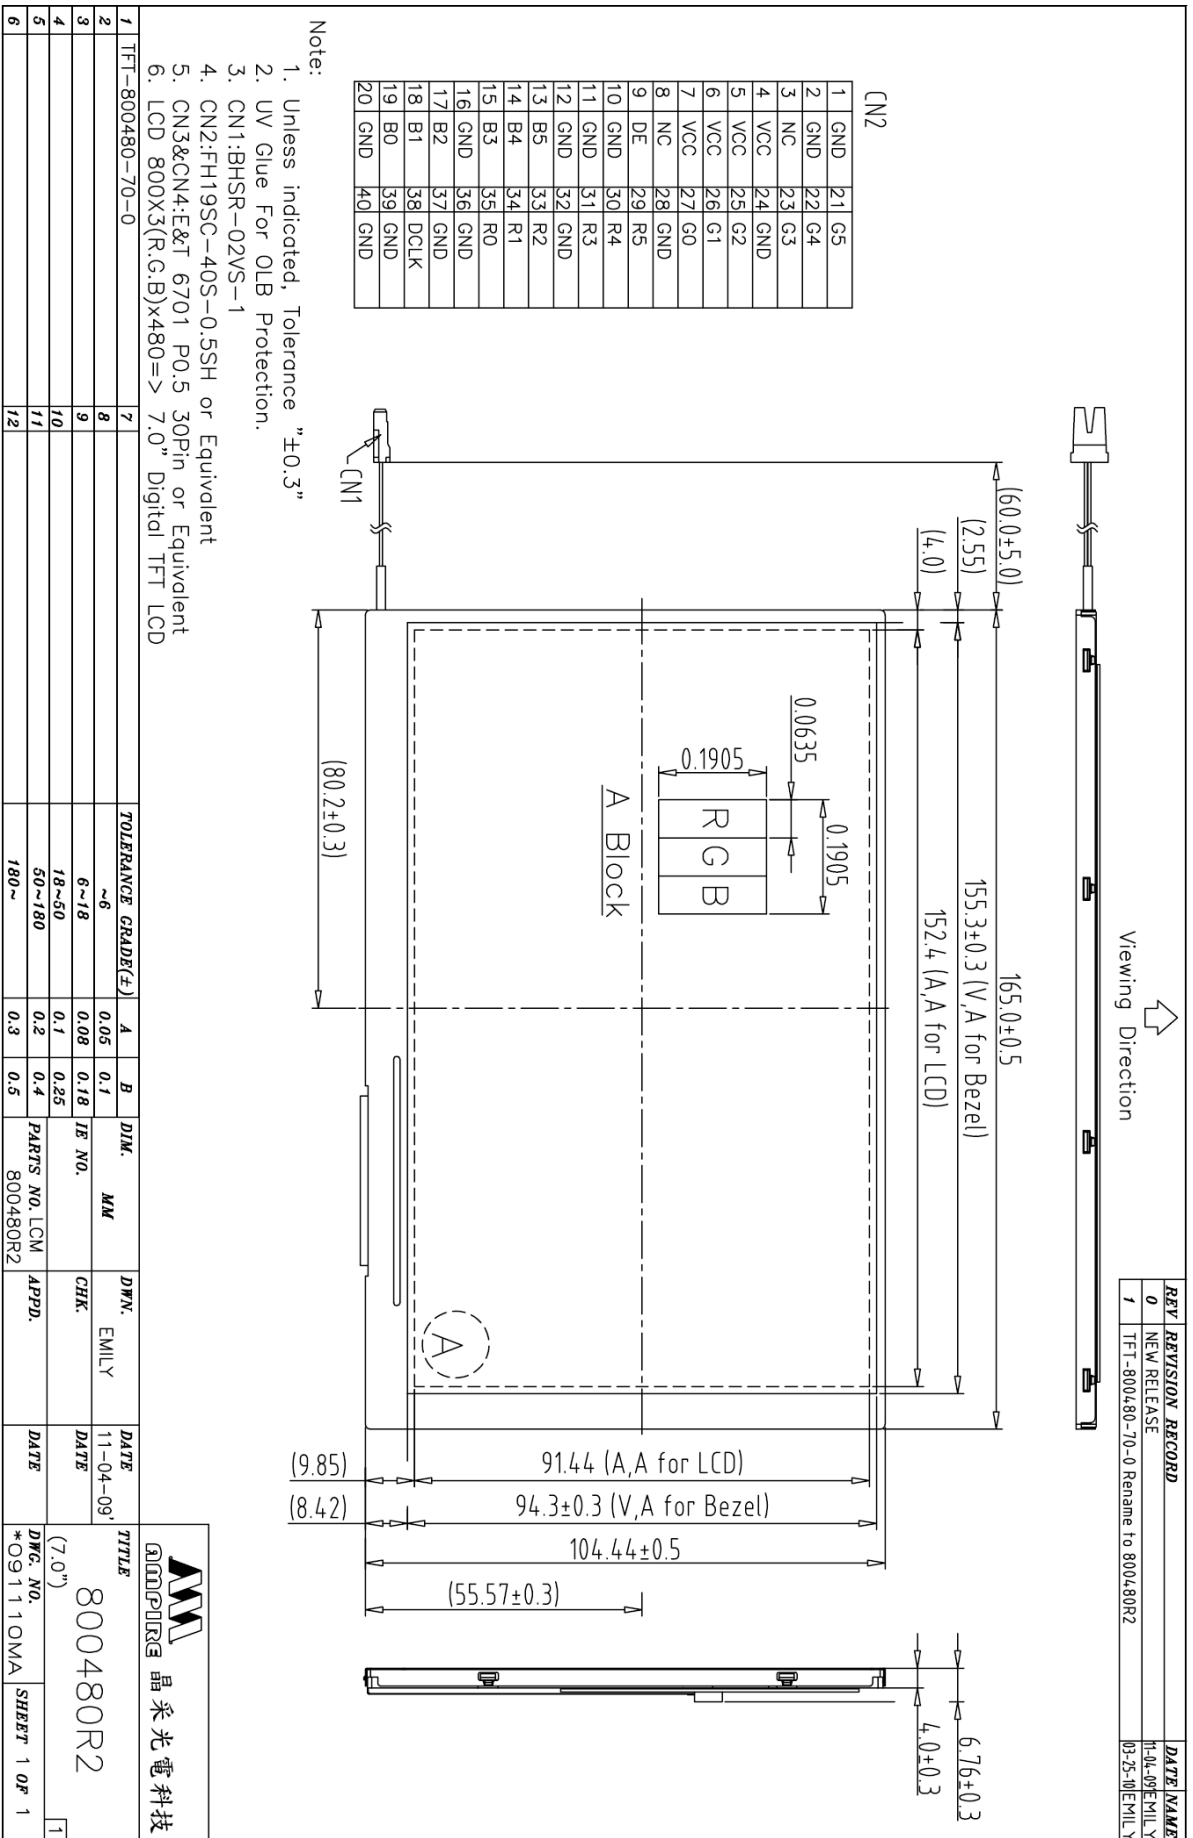 REV REVISION RECORD DATE NAME
0 NEW RELEASE 11-04-09' EMILY
1 TFT-800480-70-0 Rename to 800480R2 03-25-10 EMILY
Viewing Direction
165.0±0.5
(60.0±5.0)
155.3±0.3 (V,A for Bezel)
(2.55)
152.4 (A,A for LCD)
(4.0)
CN1
0.1905
0.0635
0.1905
R G B
A Block
A
(80.2±0.3)
(9.85)
91.44 (A,A for LCD)
(8.42)
94.3±0.3 (V,A for Bezel)
104.44±0.5
(55.57±0.3)
6.76±0.3
4.0±0.3
CN2
1 GND 21 G5
2 GND 22 G4
3 NC 23 G3
4 VCC 24 GND
5 VCC 25 G2
6 VCC 26 G1
7 VCC 27 G0
8 NC 28 GND
9 DE 29 R5
10 GND 30 R4
11 GND 31 R3
12 GND 32 GND
13 B5 33 R2
14 B4 34 R1
15 B3 35 R0
16 GND 36 GND
17 B2 37 GND
18 B1 38 DCLK
19 B0 39 GND
20 GND 40 GND
Note:
1. Unless indicated, Tolerance "±0.3"
2. UV Glue For OLB Protection.
3. CN1:BHSR-02VS-1
4. CN2:FH19SC-40S-0.5SH or Equivalent
5. CN3&CN4:E&T 6701 P0.5 30Pin or Equivalent
6. LCD 800X3(R.G.B)x480=> 7.0" Digital TFT LCD
AMPIRE 晶采光電科技
1 TFT-800480-70-0 7
2 8
3 9
4 10
5 11
6 12
TOLERANCE GRADE(±) A B
~6 0.05 0.1
6~18 0.08 0.18
18~50 0.1 0.25
50~180 0.2 0.4
180~ 0.3 0.5
DIM. MM
IE NO.
PARTS NO. LCM
800480R2
DWN. EMILY
DATE 11-04-09'
CHK. DATE
APPD. DATE
TITLE
800480R2
(7.0")
DWG. NO.
*091110MA
SHEET 1 OF 1
1